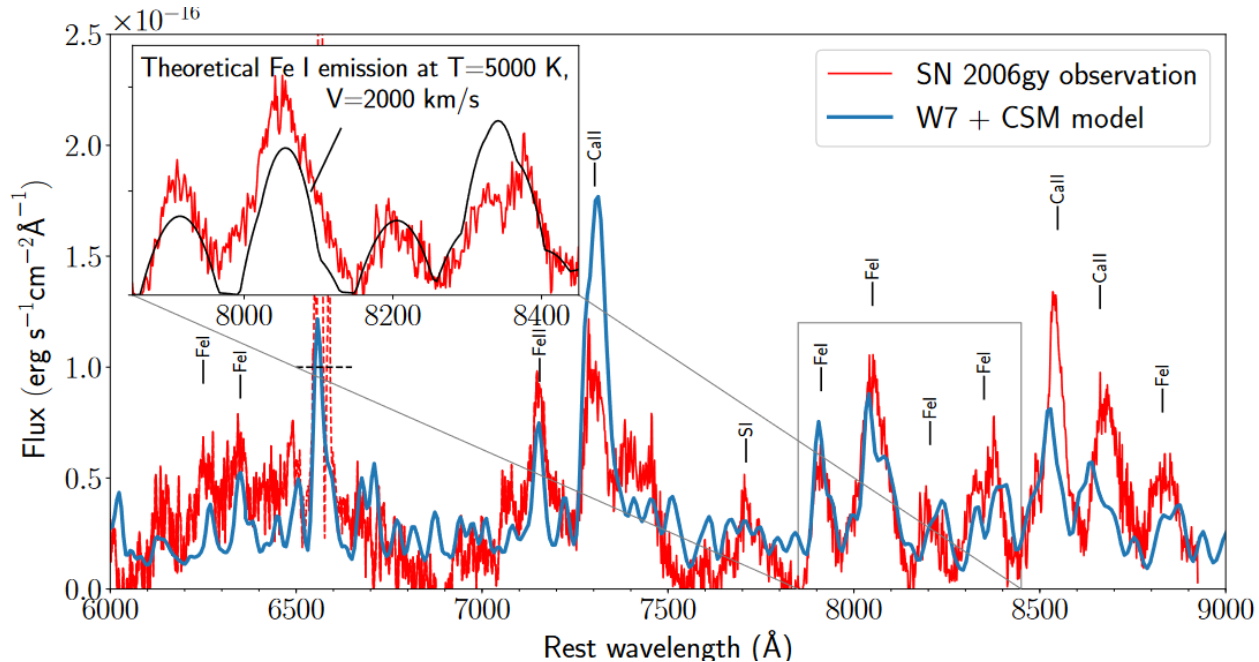 ×10⁻¹⁶
2.5
2.0
1.5
1.0
0.5
0.0
Flux (erg s⁻¹cm⁻²Å⁻¹)
Theoretical Fe I emission at T=5000 K,
V=2000 km/s
8000
8200
8400
SN 2006gy observation
W7 + CSM model
FeI
FeI
FeII
CaII
SI
FeI
FeI
FeI
FeI
CaII
CaII
FeI
6000
6500
7000
7500
8000
8500
9000
Rest wavelength (Å)